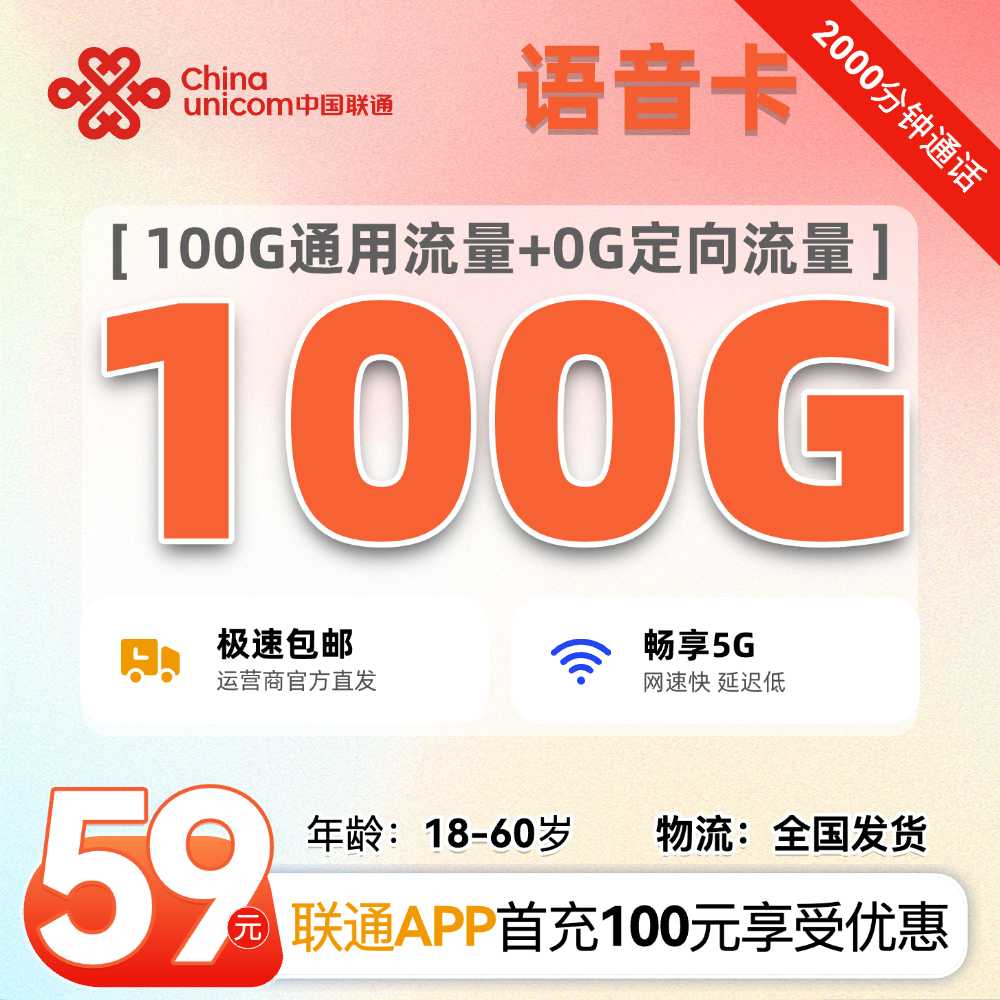 China
unicom中国联通
语音卡
2000分钟通话
[ 100G通用流量+0G定向流量 ]
100G
极速包邮
运营商官方直发
畅享5G
网速快 延迟低
59元
年龄：18-60岁
物流：全国发货
联通APP首充100元享受优惠